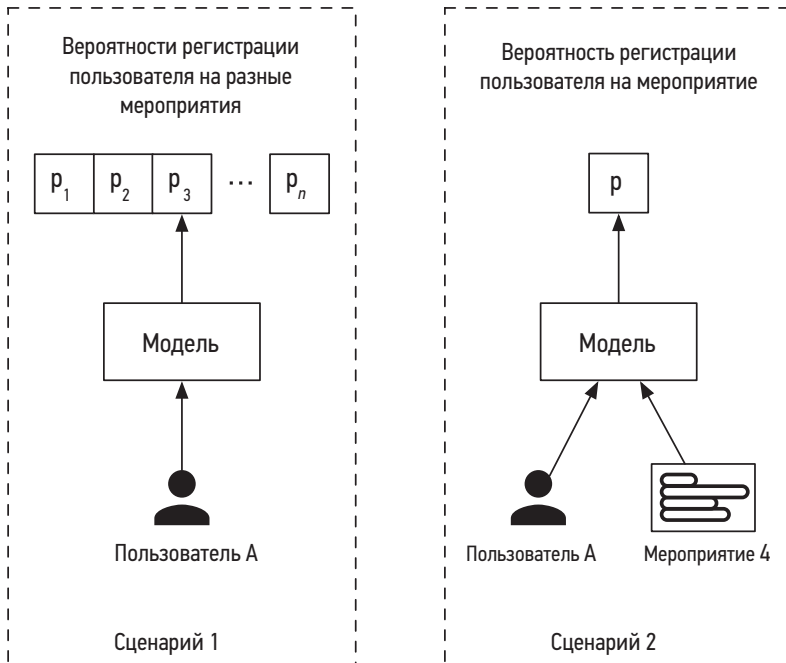 Вероятности регистрации
пользователя на разные
мероприятия
p1 p2 p3 ... pn
Модель
Пользователь А
Сценарий 1
Вероятность регистрации
пользователя на мероприятие
p
Модель
Пользователь А
Мероприятие 4
Сценарий 2